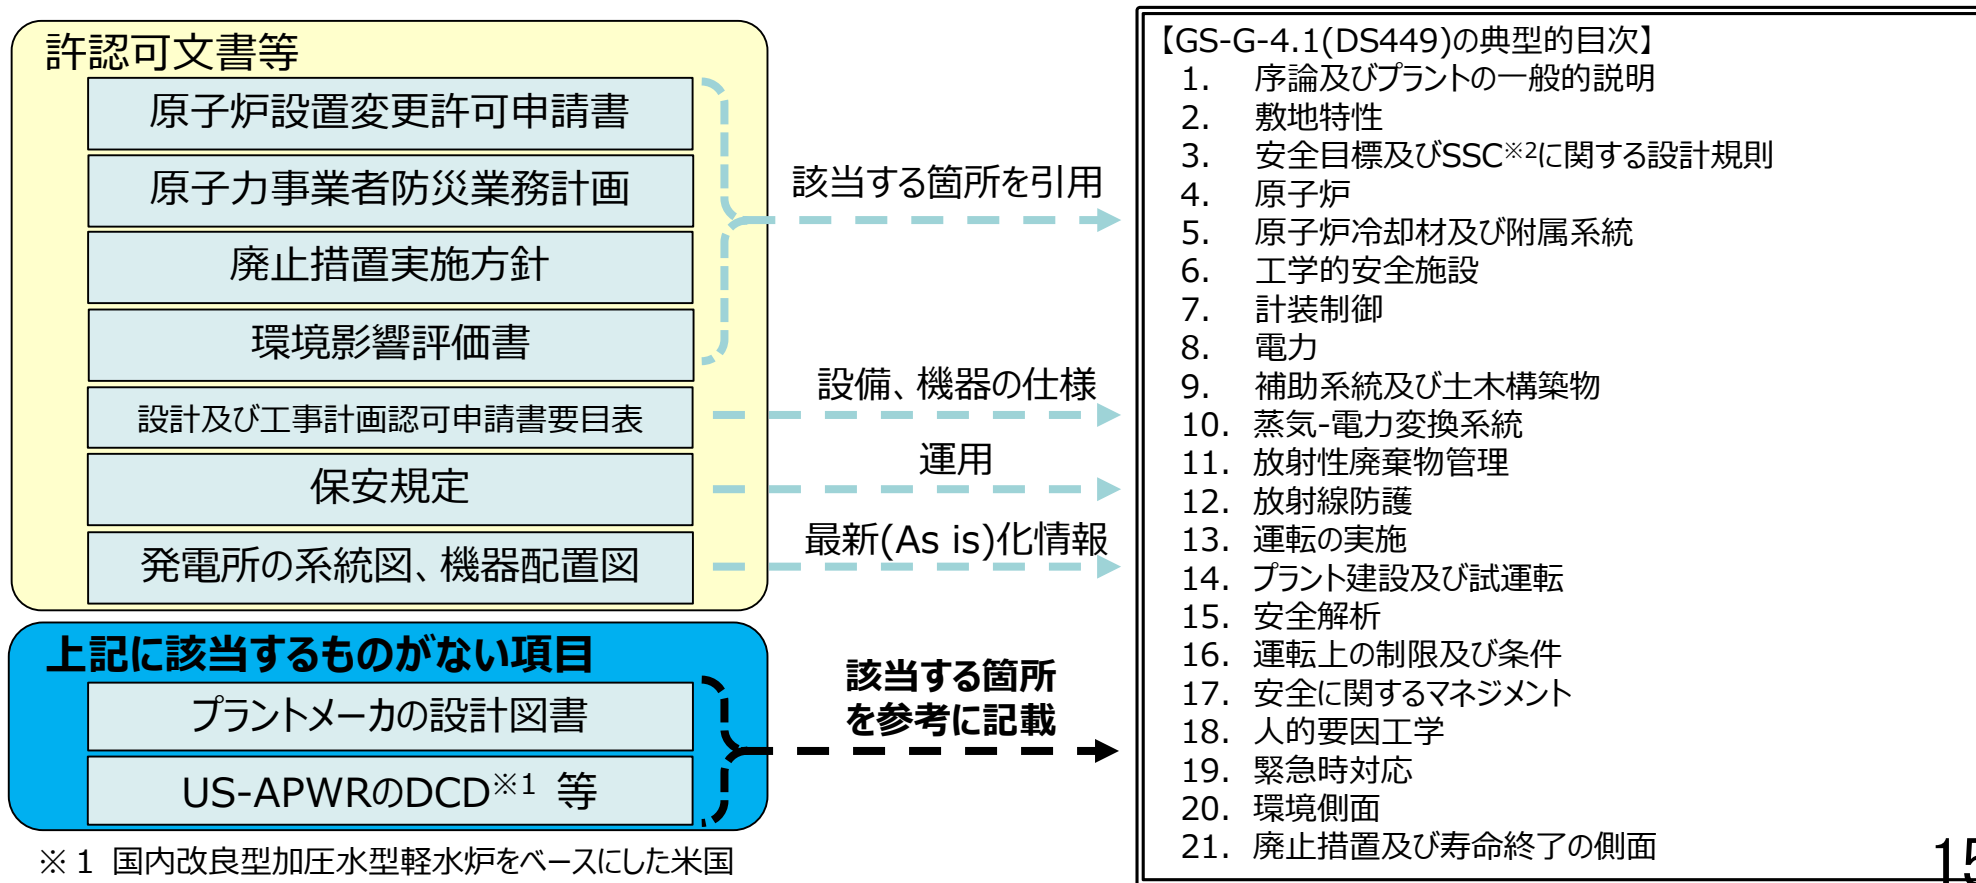 許認可文書等
原子炉設置変更許可申請書
原子力事業者防災業務計画
廃止措置実施方針
環境影響評価書
設計及び工事計画認可申請書要目表
保安規定
発電所の系統図、機器配置図
上記に該当するものがない項目
プラントメーカの設計図書
US-APWRのDCD※1 等
※1 国内改良型加圧水型軽水炉をベースにした米国
該当する箇所を引用
設備、機器の仕様
運用
最新(As is)化情報
該当する箇所
を参考に記載
【GS-G-4.1(DS449)の典型的目次】
1. 序論及びプラントの一般的説明
2. 敷地特性
3. 安全目標及びSSC※2に関する設計規則
4. 原子炉
5. 原子炉冷却材及び附属系統
6. 工学的安全施設
7. 計装制御
8. 電力
9. 補助系統及び土木構築物
10. 蒸気-電力変換系統
11. 放射性廃棄物管理
12. 放射線防護
13. 運転の実施
14. プラント建設及び試運転
15. 安全解析
16. 運転上の制限及び条件
17. 安全に関するマネジメント
18. 人的要因工学
19. 緊急時対応
20. 環境側面
21. 廃止措置及び寿命終了の側面
15